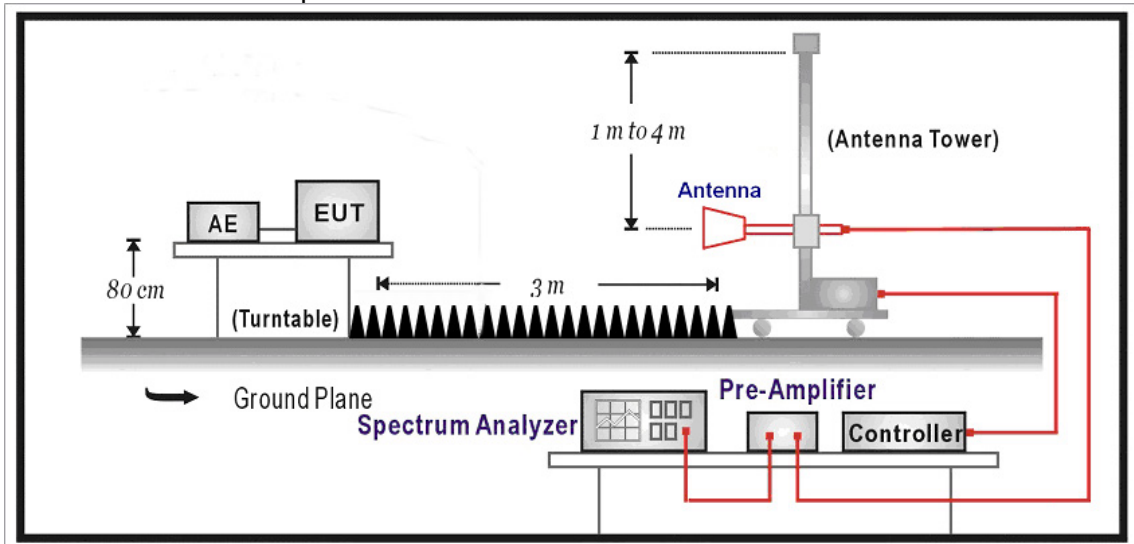 1 m to 4 m
(Antenna Tower)
Antenna
AE
EUT
80 cm
3 m
(Turntable)
Ground Plane
Pre-Amplifier
Spectrum Analyzer
Controller